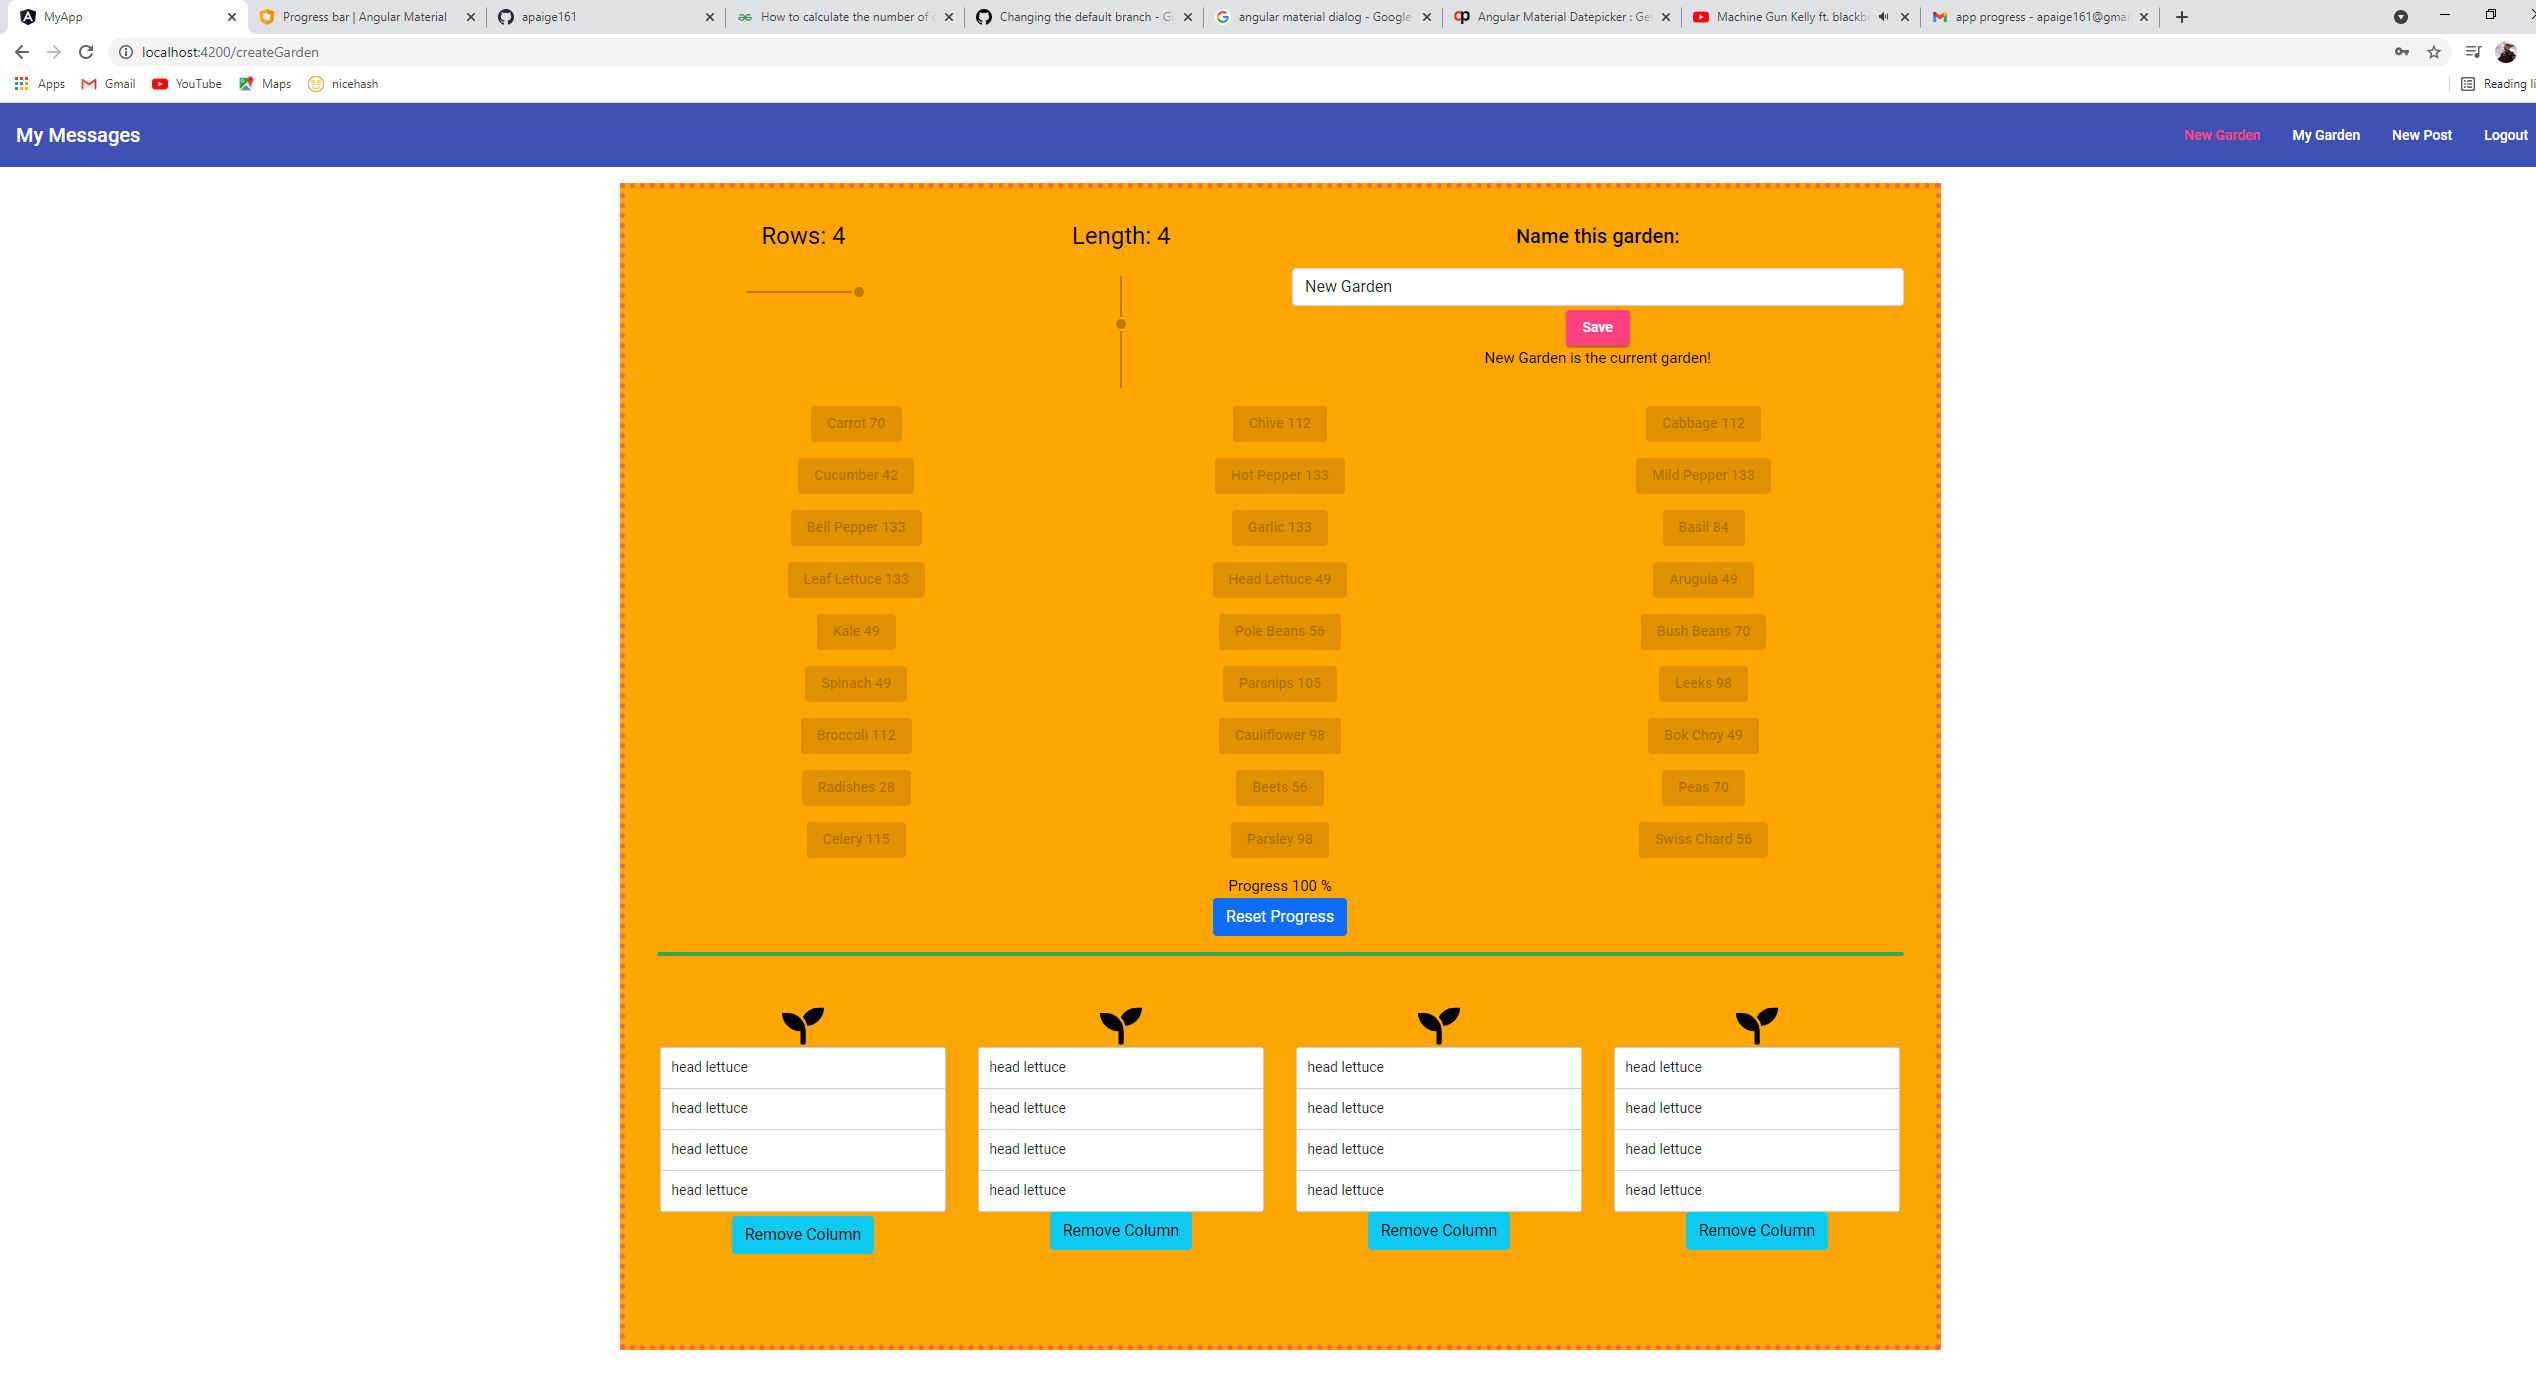 MyApp
Progress bar | Angular Material
apaige161
How to calculate the number of
Changing the default branch - Gi
angular material dialog - Google
Angular Material Datepicker : Get
Machine Gun Kelly ft. blackbe
app progress - apaige161@gmai
localhost:4200/createGarden
Apps
Gmail
YouTube
Maps
nicehash
Reading li
My Messages
New Garden
My Garden
New Post
Logout
Rows: 4
Length: 4
Name this garden:
New Garden
Save
New Garden is the current garden!
Carrot 70
Chive 112
Cabbage 112
Cucumber 42
Hot Pepper 133
Mild Pepper 133
Bell Pepper 133
Garlic 133
Basil 84
Leaf Lettuce 133
Head Lettuce 49
Arugula 49
Kale 49
Pole Beans 56
Bush Beans 70
Spinach 49
Parsnips 105
Leeks 98
Broccoli 112
Cauliflower 98
Bok Choy 49
Radishes 28
Beets 56
Peas 70
Celery 115
Parsley 98
Swiss Chard 56
Progress 100 %
Reset Progress
head lettuce
head lettuce
head lettuce
head lettuce
Remove Column
head lettuce
head lettuce
head lettuce
head lettuce
Remove Column
head lettuce
head lettuce
head lettuce
head lettuce
Remove Column
head lettuce
head lettuce
head lettuce
head lettuce
Remove Column